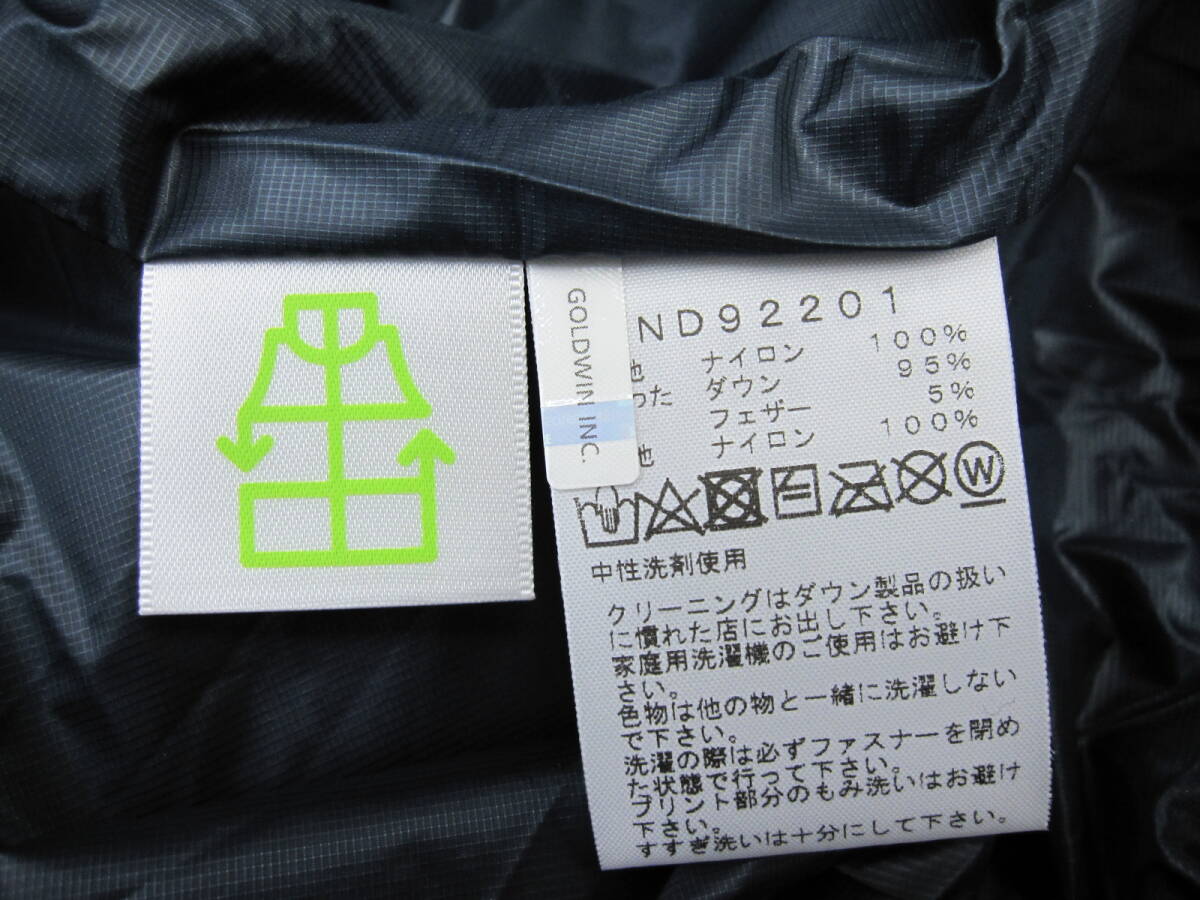 GOLDWIN INC.
ND92201
地 ナイロン 100%
わた ダウン 95%
フェザー 5%
地 ナイロン 100%
W
中性洗剤使用
クリーニングはダウン製品の扱い
に慣れた店にお出し下さい。
家庭用洗濯機のご使用はお避け下
さい。
色物は他の物と一緒に洗濯しない
で下さい。
洗濯の際は必ずファスナーを閉め
た状態で行って下さい。
プリント部分のもみ洗いはお避け
下さい。
すすぎ洗いは十分にして下さい。